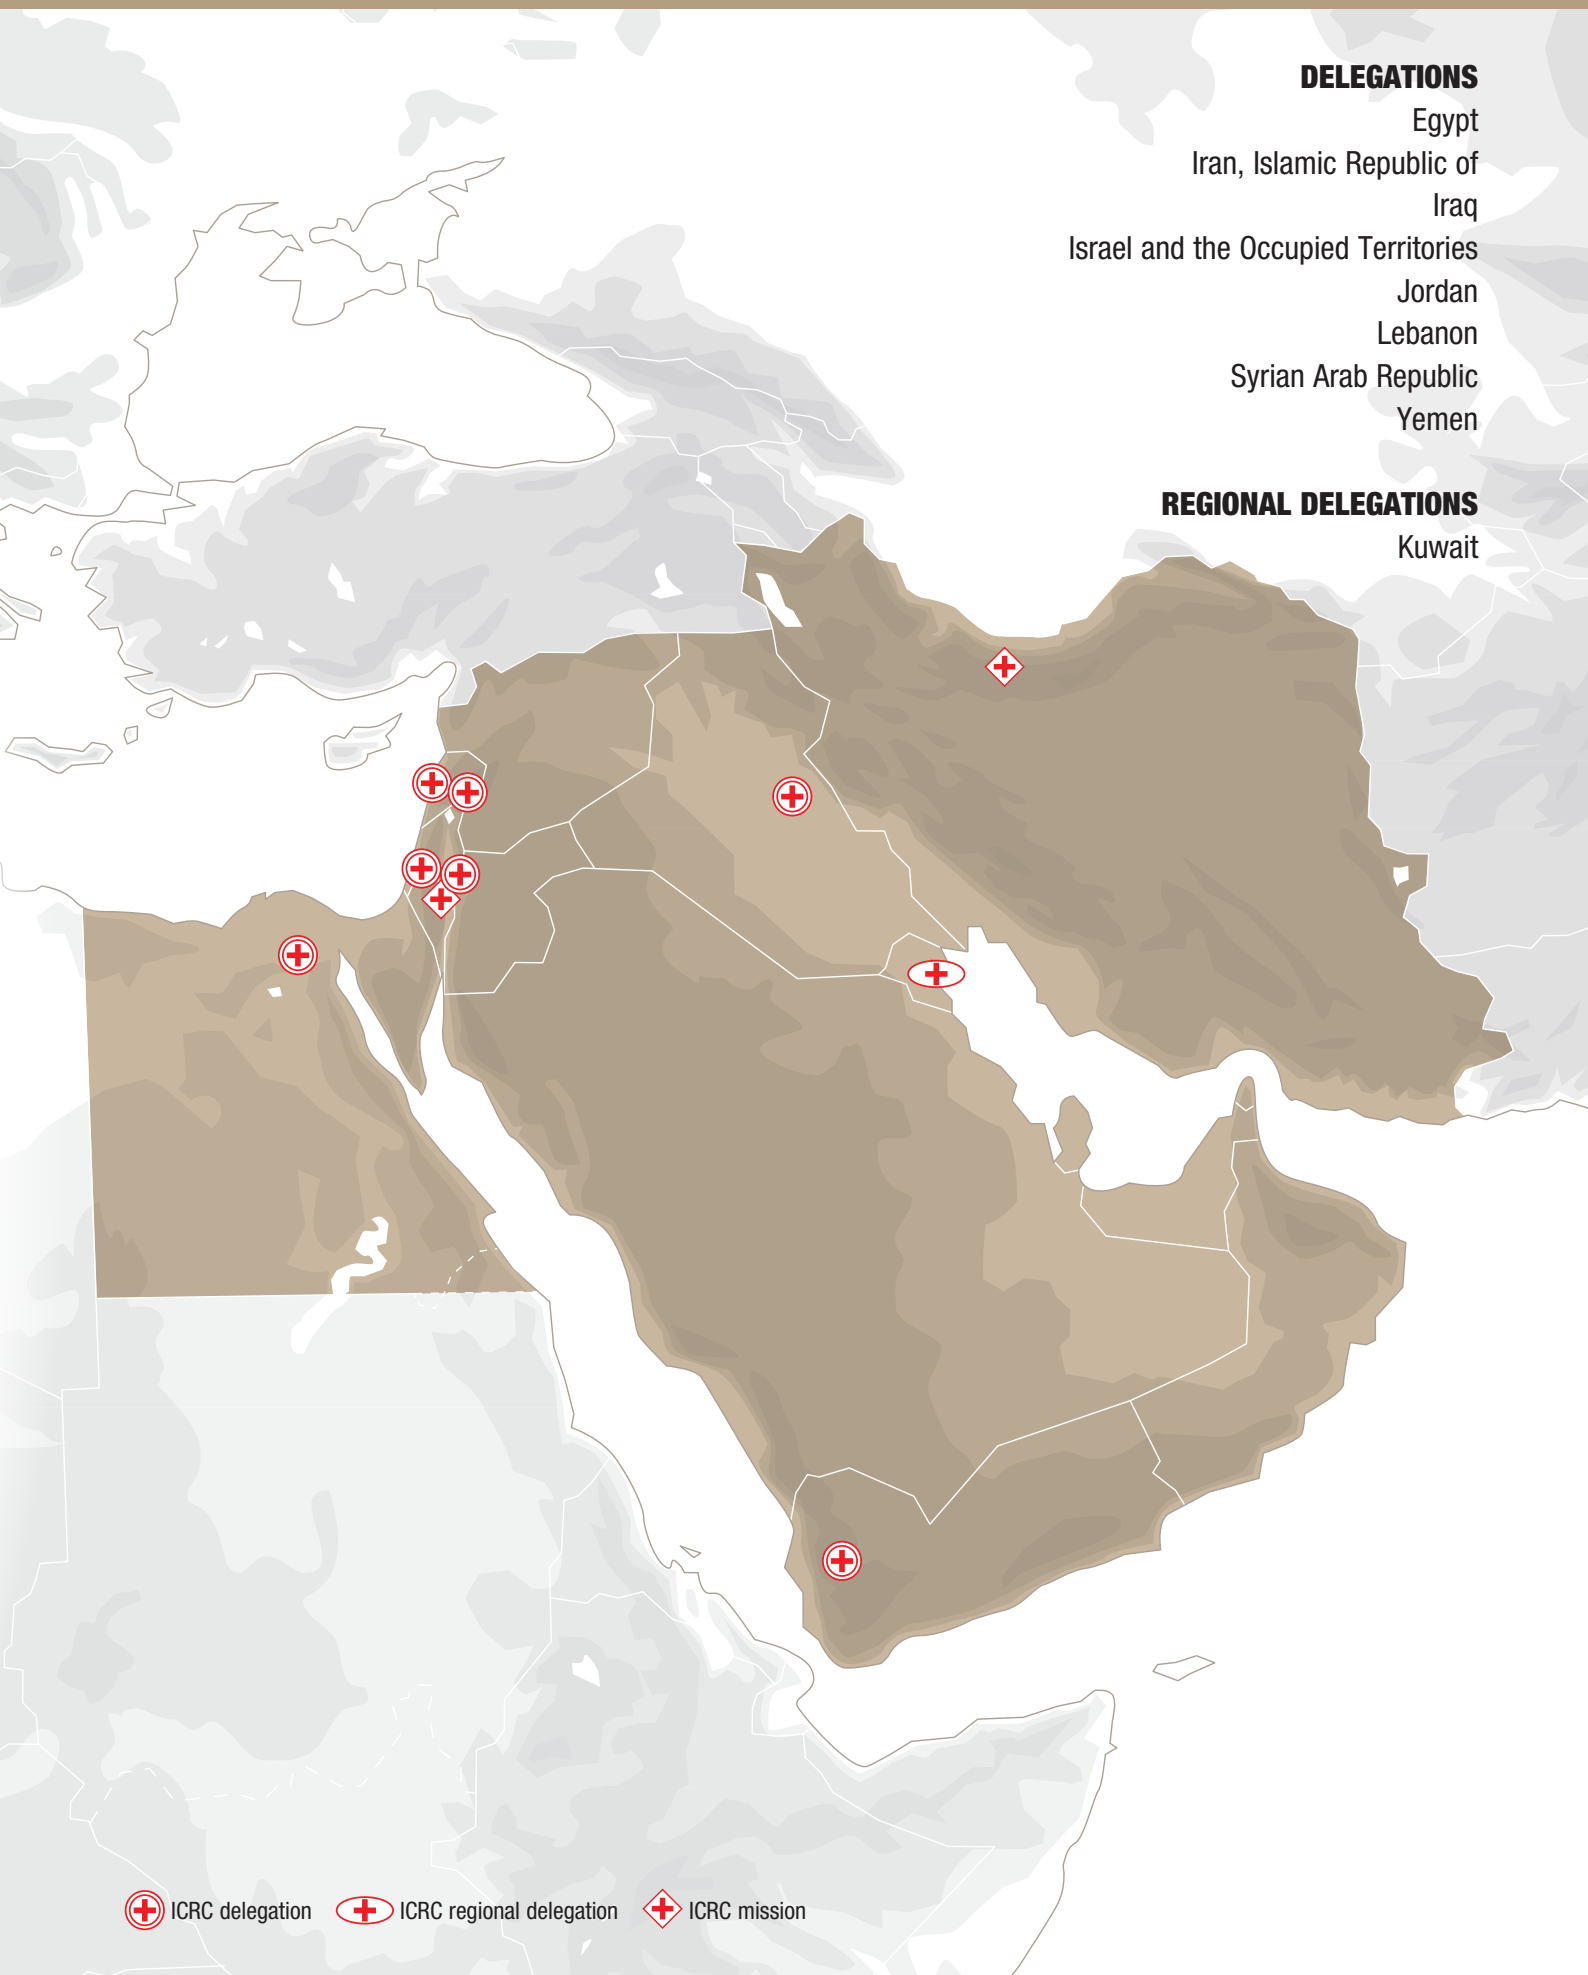 DELEGATIONS
Egypt
Iran, Islamic Republic of
Iraq
Israel and the Occupied Territories
Jordan
Lebanon
Syrian Arab Republic
Yemen
REGIONAL DELEGATIONS
Kuwait
ICRC delegation ICRC regional delegation ICRC mission